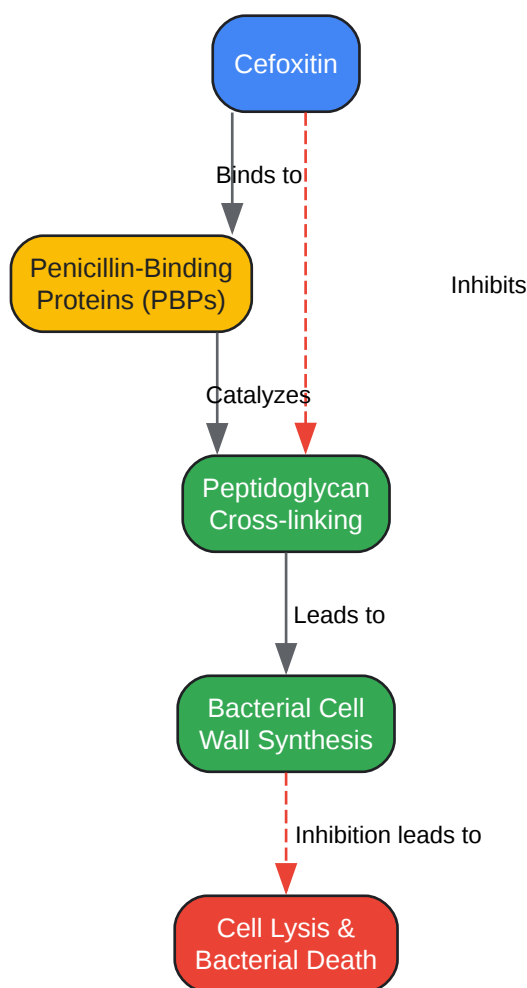 Cefoxitin
Binds to
Penicillin-Binding
Proteins (PBPs)
Inhibits
Catalyzes
Peptidoglycan
Cross-linking
Leads to
Bacterial Cell
Wall Synthesis
Inhibition leads to
Cell Lysis &
Bacterial Death